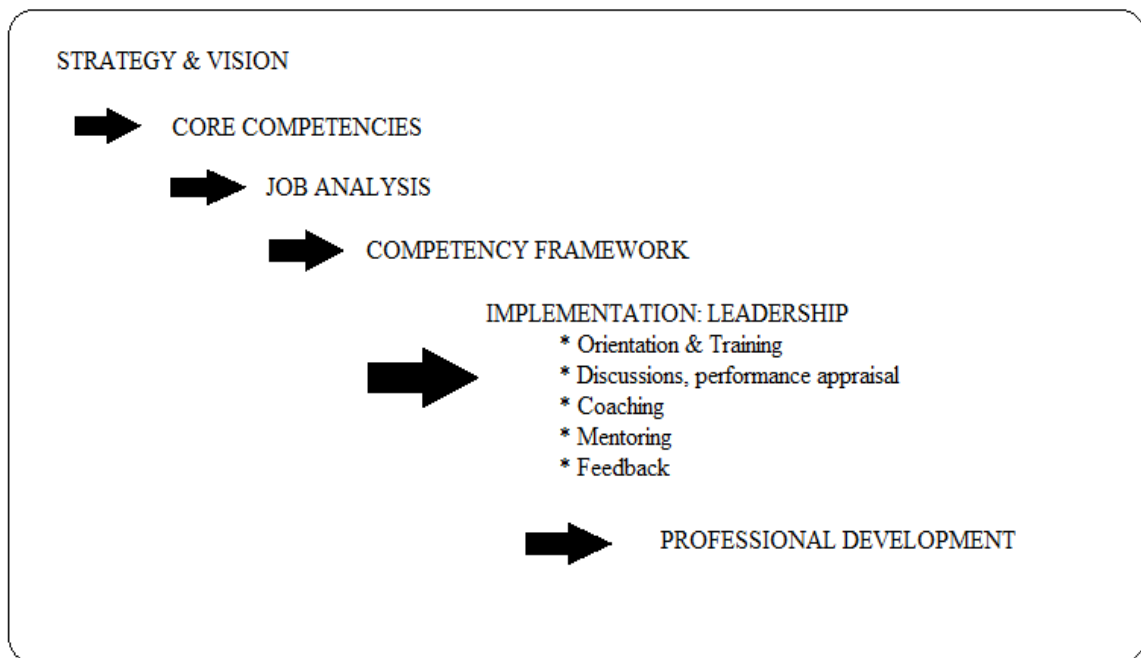 STRATEGY & VISION
CORE COMPETENCIES
JOB ANALYSIS
COMPETENCY FRAMEWORK
IMPLEMENTATION: LEADERSHIP
* Orientation & Training
* Discussions, performance appraisal
* Coaching
* Mentoring
* Feedback
PROFESSIONAL DEVELOPMENT